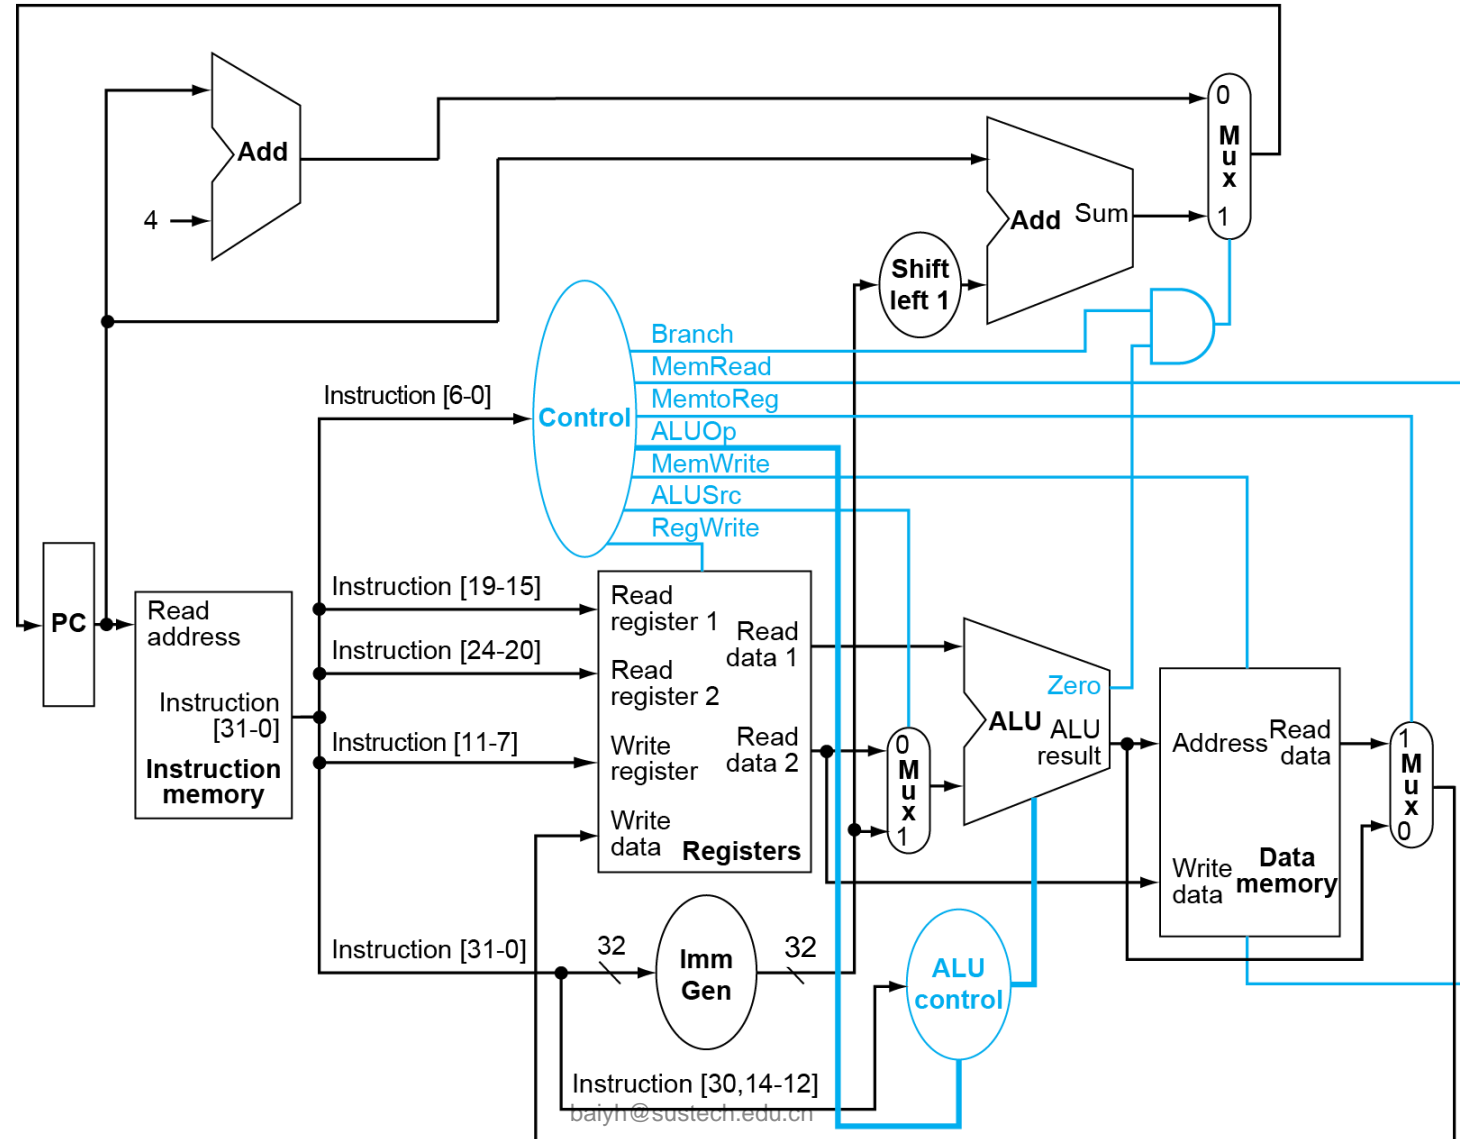 Add
4
0
M
u
x
1
Add
Sum
Shift
left 1
Branch
MemRead
MemtoReg
ALUOp
MemWrite
ALUSrc
RegWrite
Control
Instruction [6-0]
PC
Read
address
Instruction
[31-0]
Instruction
memory
Instruction [19-15]
Instruction [24-20]
Instruction [11-7]
Instruction [31-0]
Read
register 1
Read
register 2
Write
register
Write
data
Read
data 1
Read
data 2
Registers
0
M
u
x
1
Zero
ALU
ALU
result
Address
Read
data
Write
data
Data
memory
1
M
u
x
0
32
Imm
Gen
32
ALU
control
Instruction [30,14-12]
baiyh@sustech.edu.cn